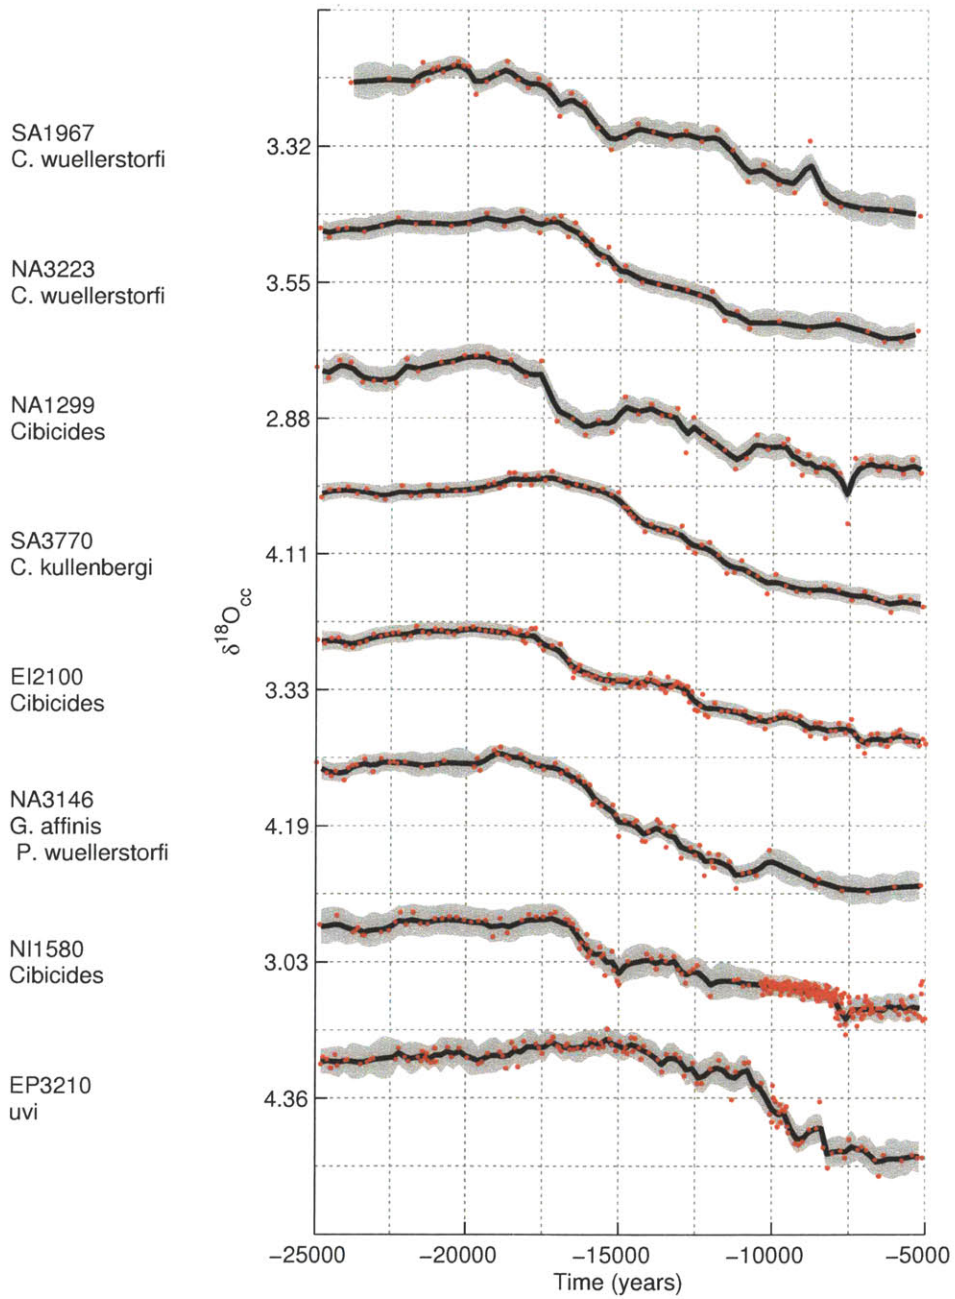 SA1967
C. wuellerstorfi
3.32
NA3223
C. wuellerstorfi
3.55
NA1299
Cibicides
2.88
SA3770
C. kullenbergi
4.11
δ¹⁸Occ
EI2100
Cibicides
3.33
NA3146
G. affinis
P. wuellerstorfi
4.19
NI1580
Cibicides
3.03
EP3210
uvi
4.36
−25000 −20000 −15000 −10000 −5000
Time (years)